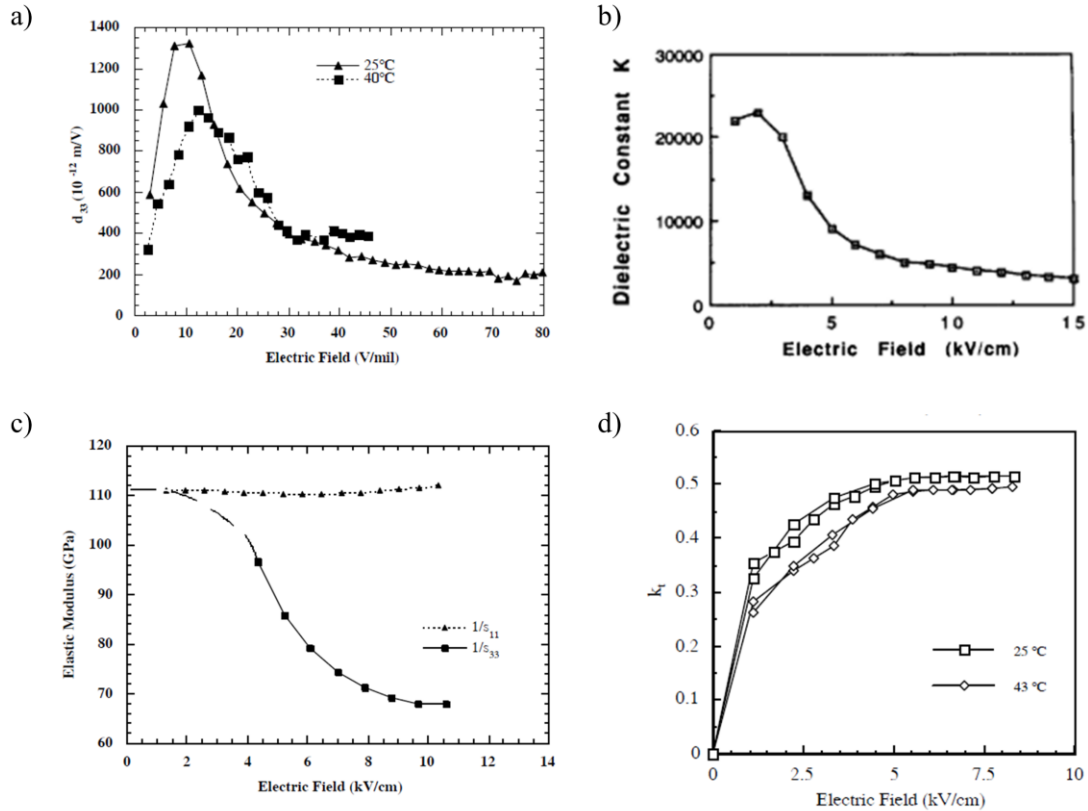 a)
1400
1200
1000
800
600
400
200
0
d33 (10-12 m/V)
25°C
40°C
0 10 20 30 40 50 60 70 80
Electric Field (V/mil)
b)
30000
20000
10000
0
Dielectric Constant K
0 5 10 15
Electric Field (kV/cm)
c)
120
110
100
90
80
70
60
Elastic Modulus (GPa)
1/s11
1/s33
0 2 4 6 8 10 12 14
Electric Field (kV/cm)
d)
0.6
0.5
0.4
0.3
0.2
0.1
0
kt
25 °C
43 °C
0 2.5 5 7.5 10
Electric Field (kV/cm)